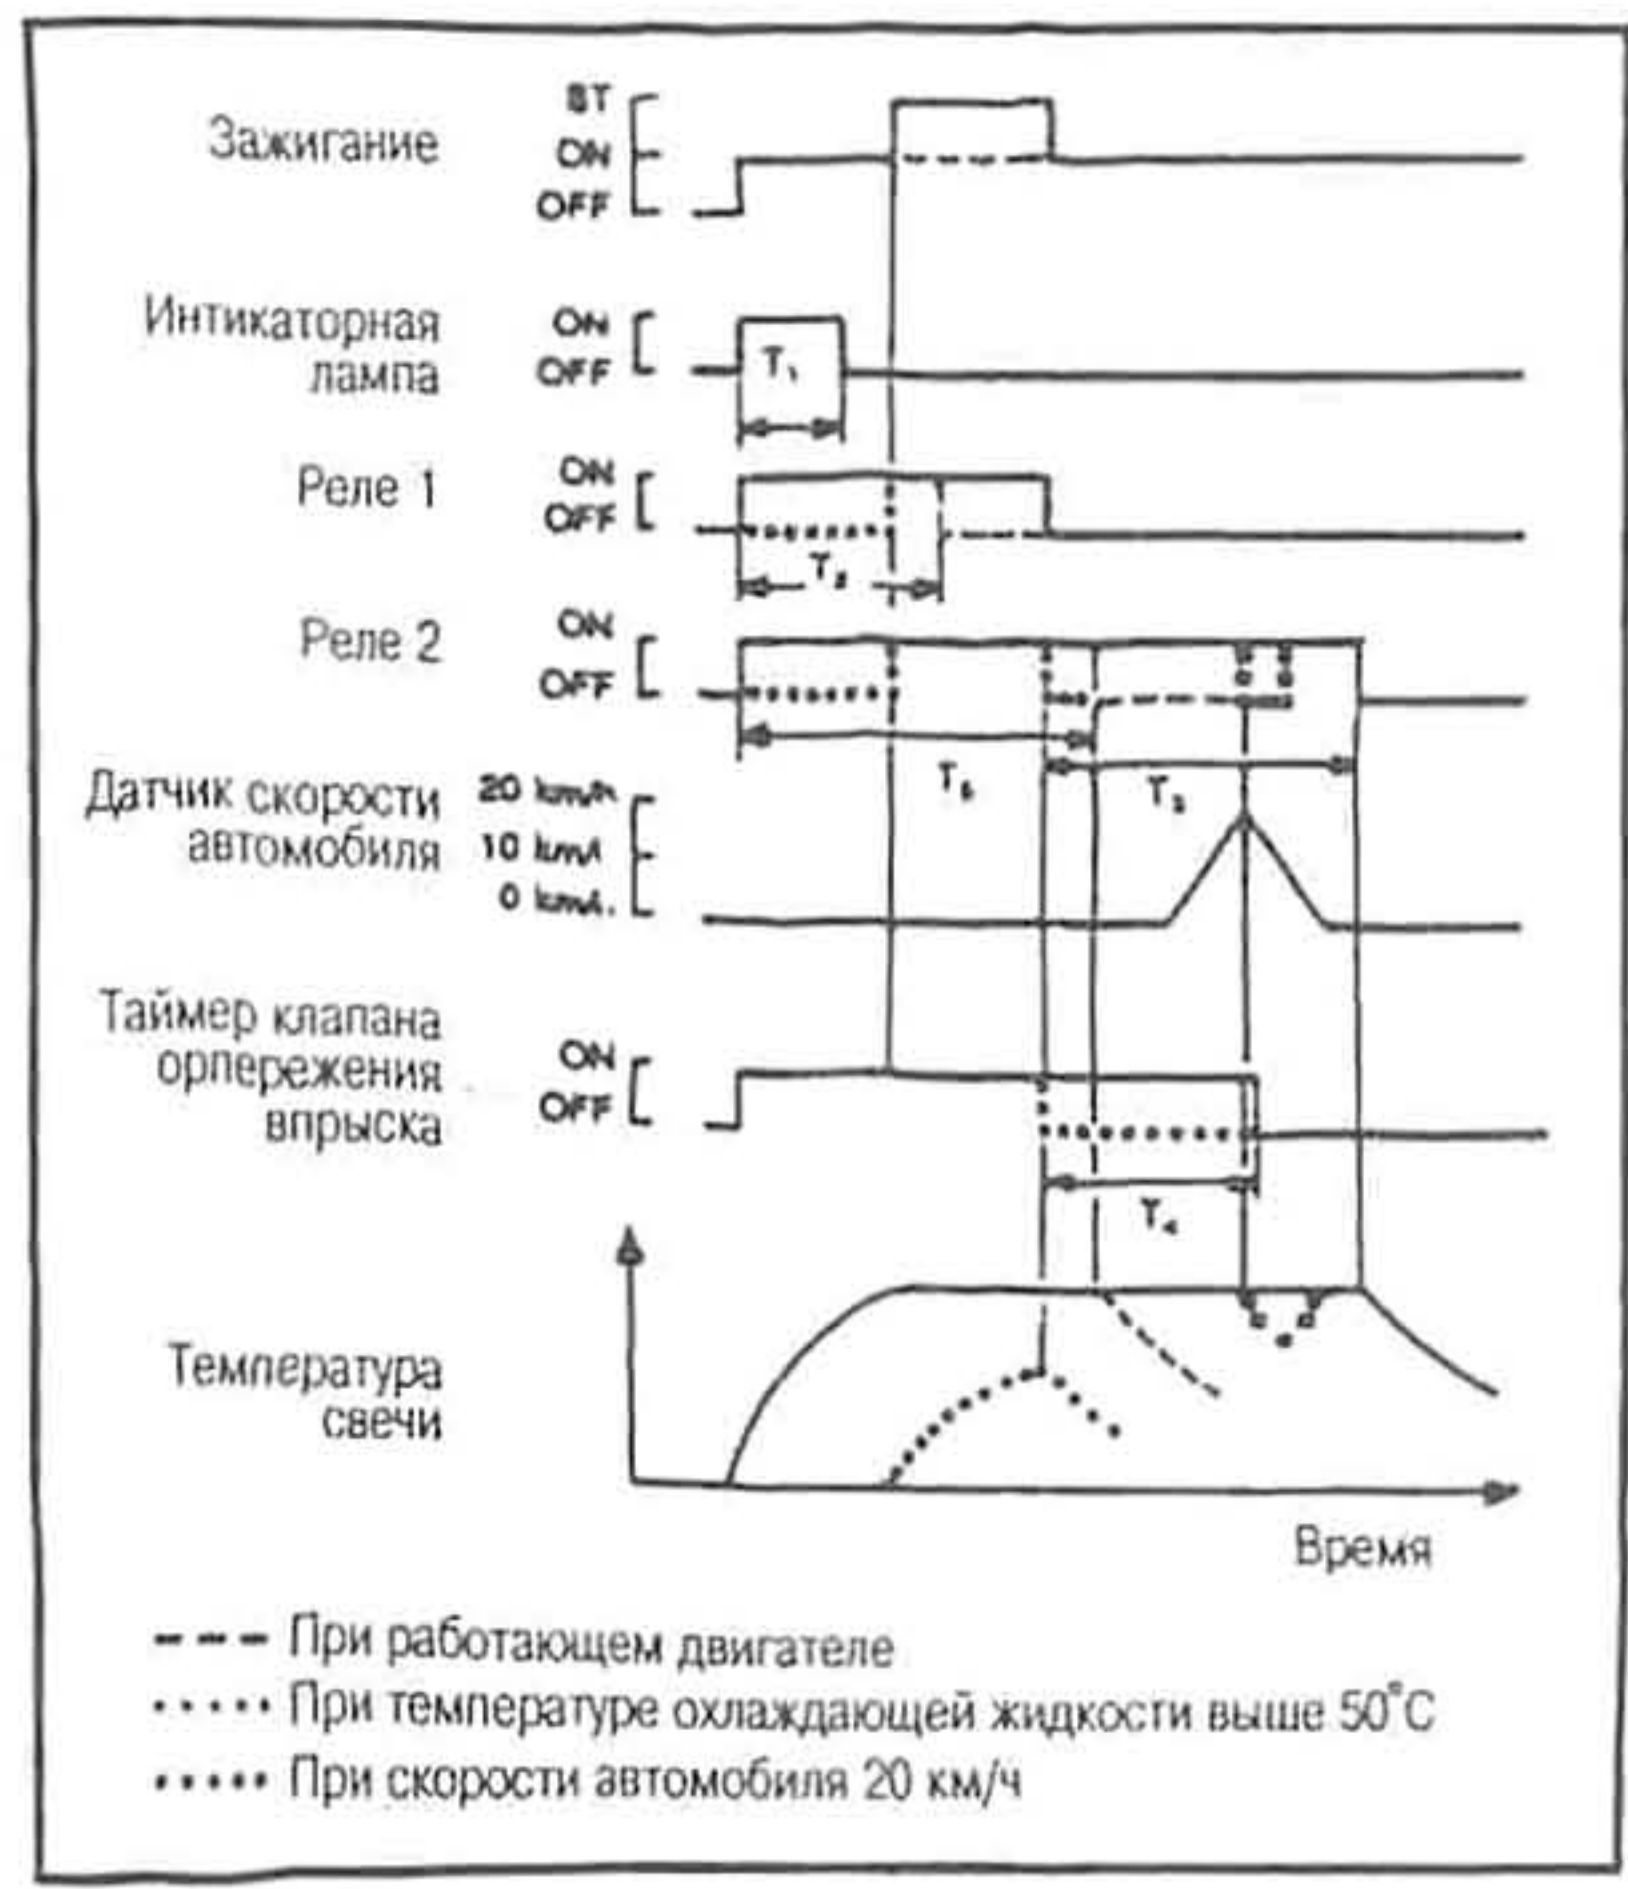 Зажигание
ST
ON
OFF
Интикаторная
лампа
ON
OFF
T₁
Реле 1
ON
OFF
T₂
Реле 2
ON
OFF
T₅
T₃
Датчик скорости
автомобиля
20 km/h
10
0
Таймер клапана
орпережения
впрыска
ON
OFF
T₄
Температура
свечи
Время
При работающем двигателе
При температуре охлаждающей жидкости выше 50°C
При скорости автомобиля 20 км/ч